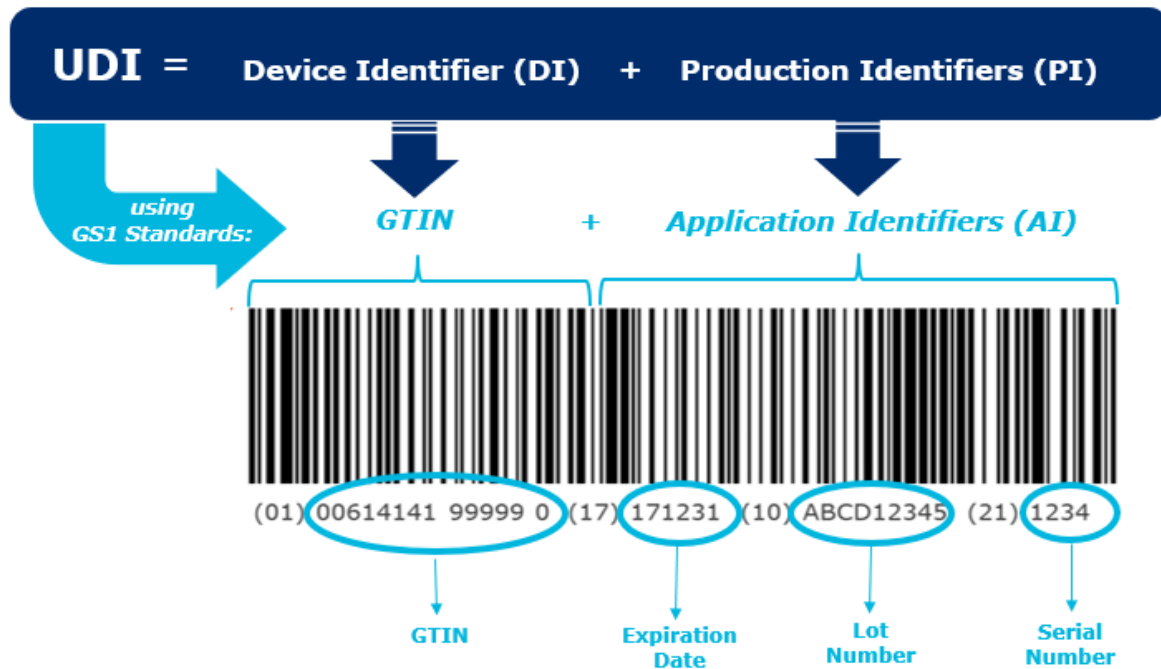 UDI = Device Identifier (DI) + Production Identifiers (PI)
using
GS1 Standards:
GTIN + Application Identifiers (AI)
(01) 00614141 99999 0 (17) 171231 (10) ABCD12345 (21) 1234
GTIN
Expiration
Date
Lot
Number
Serial
Number